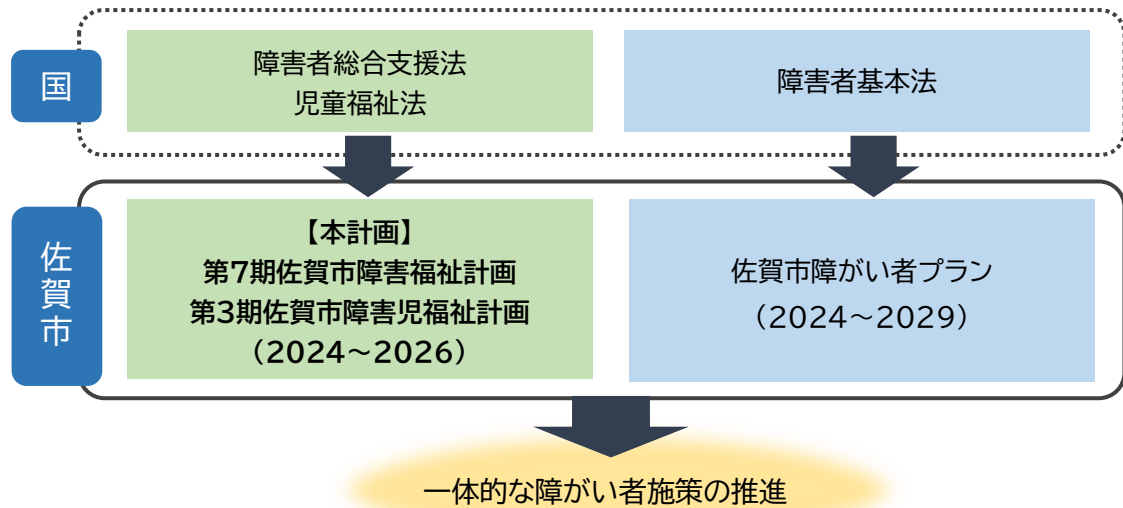 国
障害者総合支援法
児童福祉法
障害者基本法
佐賀市
【本計画】
第7期佐賀市障害福祉計画
第3期佐賀市障害児福祉計画
（2024～2026）
佐賀市障がい者プラン
（2024～2029）
一体的な障がい者施策の推進